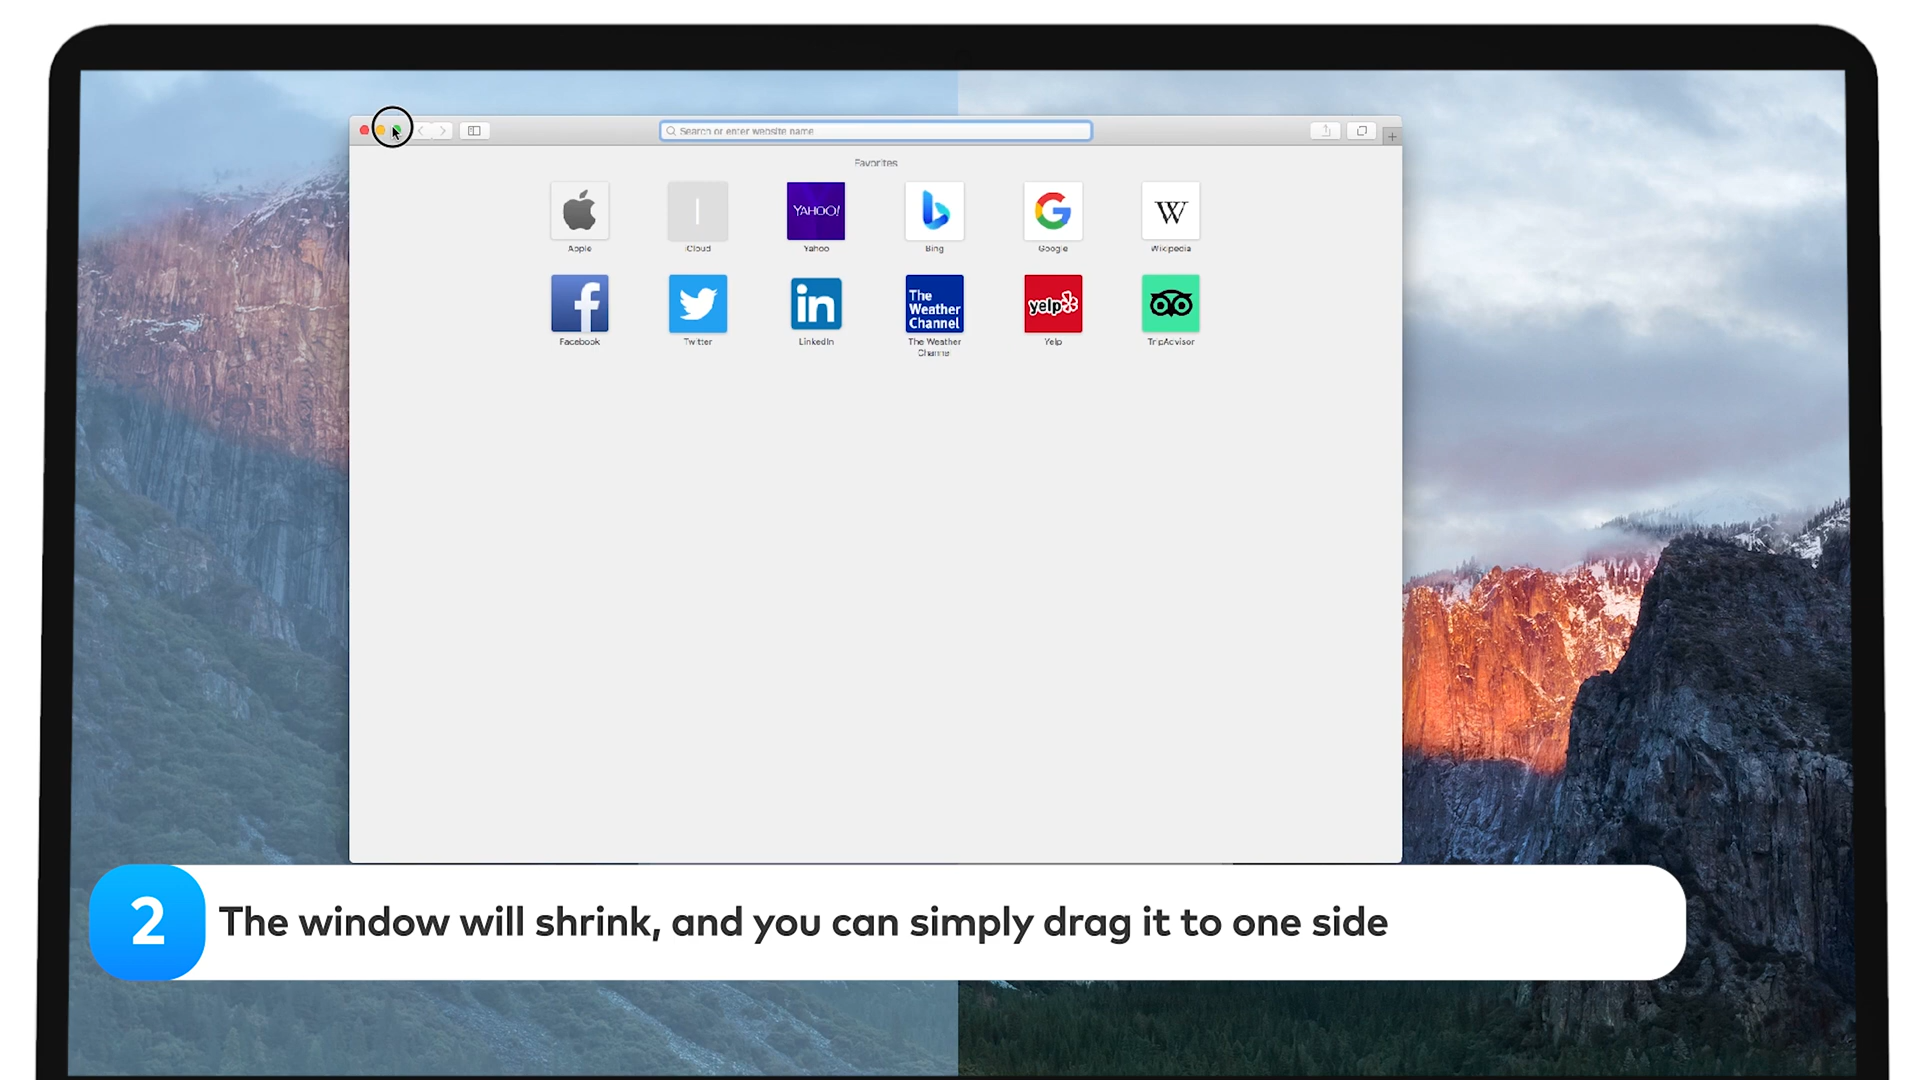 Search or enter website name
Favorites
YAHOO!
W
Apple
iCloud
Yahoo
Bing
Google
Wikipedia
in
The
Weather
Channel
yelp
Facebook
Twitter
LinkedIn
The Weather
Channel
Yelp
TripAdvisor
2 The window will shrink, and you can simply drag it to one side